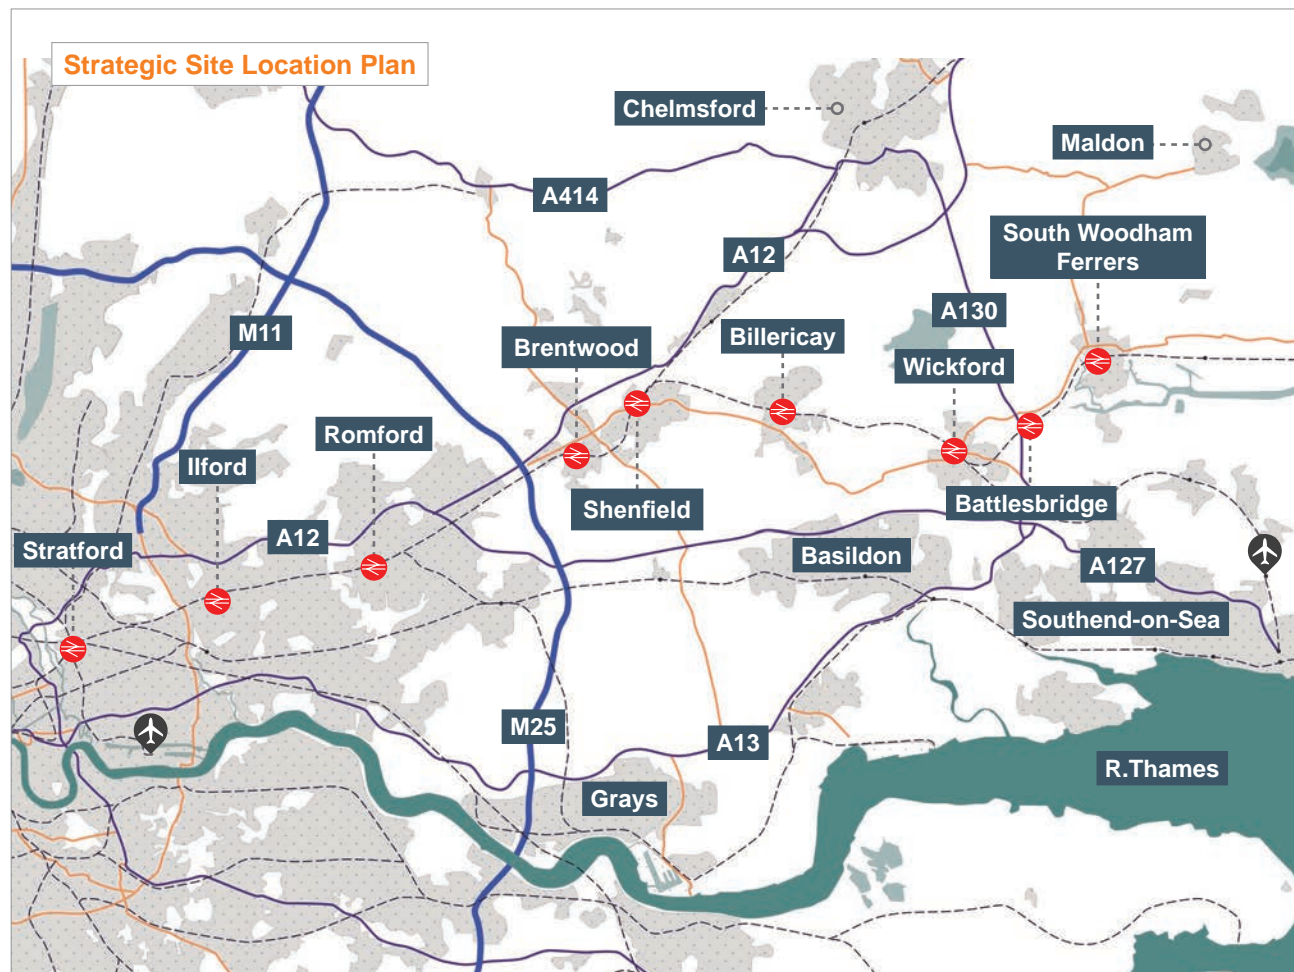 Strategic Site Location Plan
Chelmsford
Maldon
A414
South Woodham
Ferrers
A12
A130
M11
Billericay
Brentwood
Wickford
Romford
Ilford
Shenfield
Battlesbridge
A12
Stratford
Basildon
A127
Southend-on-Sea
M25
A13
R.Thames
Grays